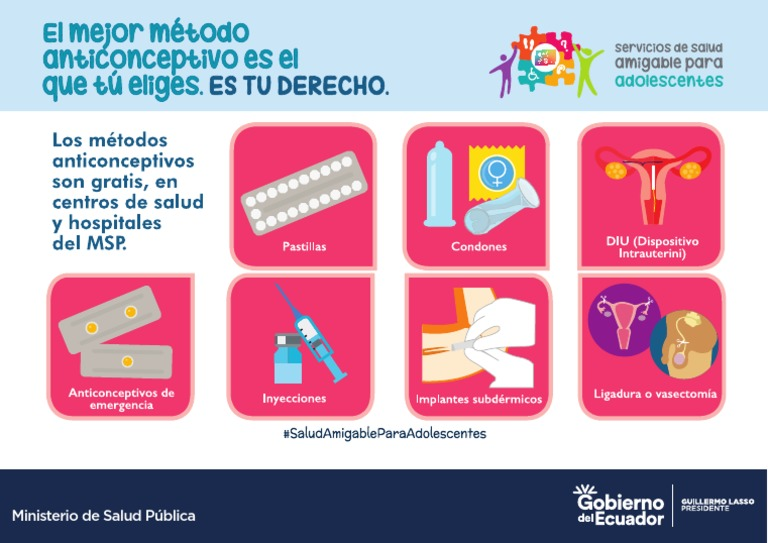 El mejor método
anticonceptivo es el
que tú eliges. ES TU DERECHO.
servicios de salud
amigable para
adolescentes
Los métodos
anticonceptivos
son gratis, en
centros de salud
y hospitales
del MSP.
Pastillas
Condones
DIU (Dispositivo
Intrauterini)
Anticonceptivos de
emergencia
Inyecciones
Implantes subdérmicos
Ligadura o vasectomía
#SaludAmigableParaAdolescentes
Ministerio de Salud Pública
Gobierno
del Ecuador
GUILLERMO LASSO
PRESIDENTE